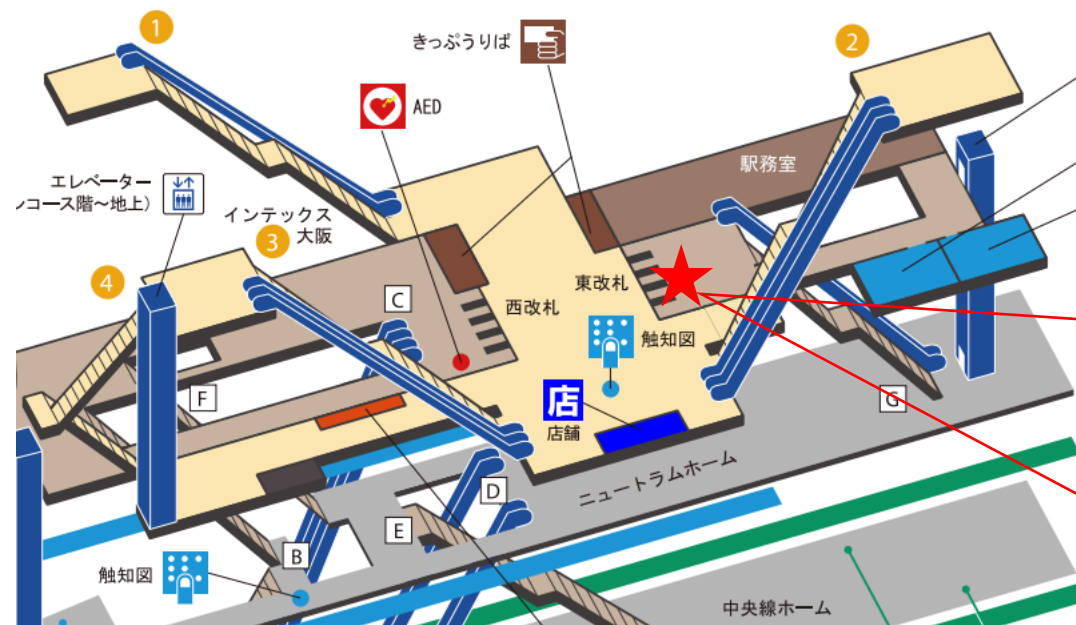 1
きっぷうりば
2
AED
駅務室
エレベーター
ンコース階～地上）
インテックス
大阪
3
4
C
東改札
西改札
触知図
F
店
店舗
G
ニュートラムホーム
D
E
B
触知図
中央線ホーム